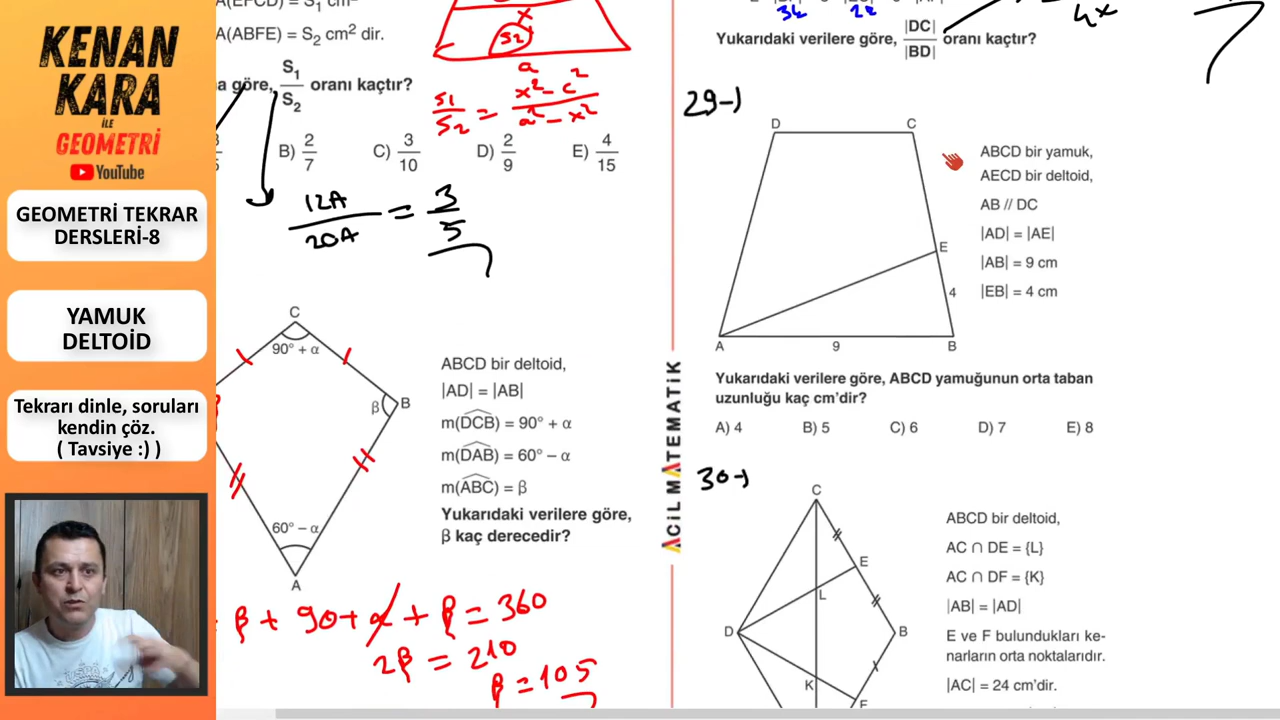 KENAN
KARA
İLE
GEOMETRİ
YouTube
GEOMETRİ TEKRAR
DERSLERİ-8
YAMUK
DELTOİD
Tekrarı dinle, soruları
kendin çöz.
( Tavsiye :) )
A(ABFE) = S2 cm² dir.
a göre, S1/S2 oranı kaçtır?
B) 2/7
C) 3/10
D) 2/9
E) 4/15
x
S2
a
S1/S2 = x² - c² / a² - x²
12A/20A = 3/5
C
90° + α
β
B
60° − α
A
ABCD bir deltoid,
|AD| = |AB|
m(DCB) = 90° + α
m(DAB) = 60° − α
m(ABC) = β
Yukarıdaki verilere göre,
β kaç derecedir?
β + 90 + α + β = 360
2β = 210
β = 105
ACİL MATEMATİK
4x
Yukarıdaki verilere göre, |DC|/|BD| oranı kaçtır?
29-)
D
C
E
4
A
9
B
ABCD bir yamuk,
AECD bir deltoid,
AB // DC
|AD| = |AE|
|AB| = 9 cm
|EB| = 4 cm
Yukarıdaki verilere göre, ABCD yamuğunun orta taban
uzunluğu kaç cm'dir?
A) 4
B) 5
C) 6
D) 7
E) 8
30-)
C
E
L
D
B
K
F
ABCD bir deltoid,
AC ∩ DE = {L}
AC ∩ DF = {K}
|AB| = |AD|
E ve F bulundukları ke-
narların orta noktalarıdır.
|AC| = 24 cm'dir.